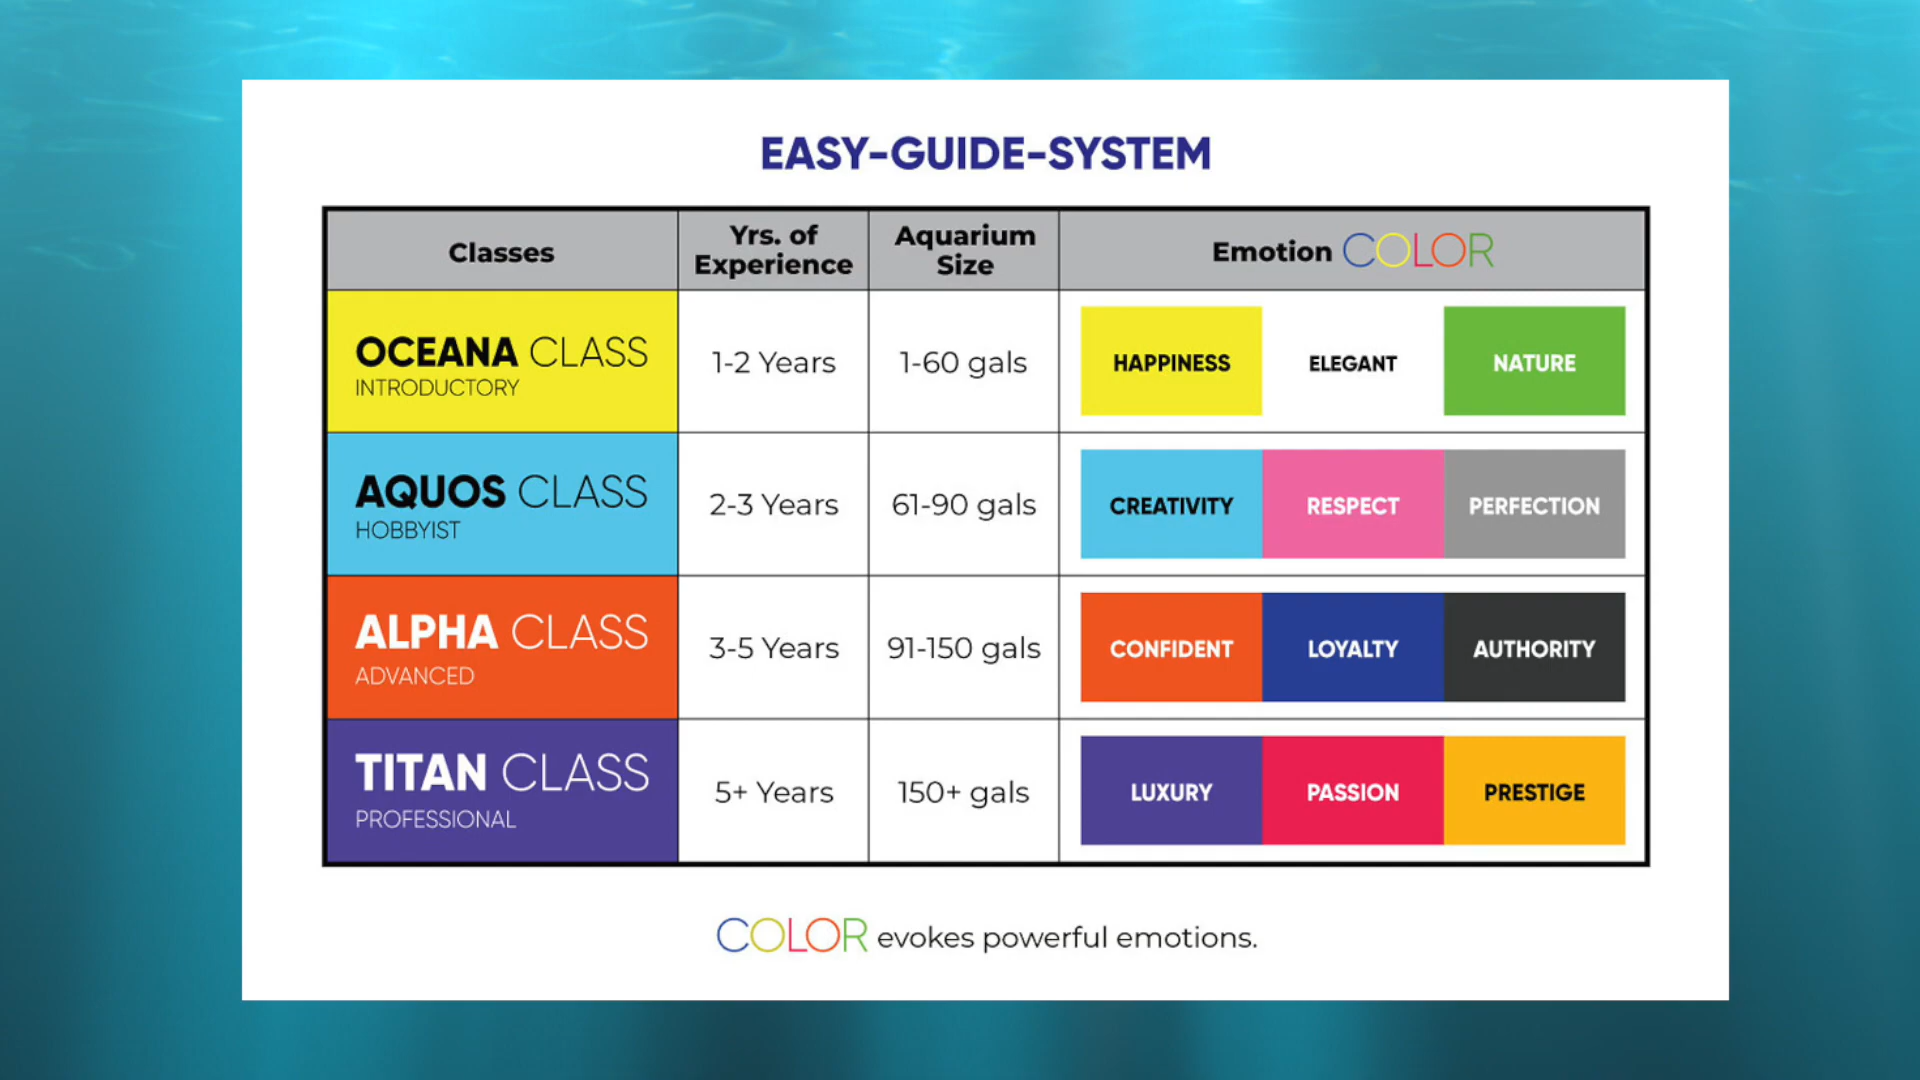 EASY-GUIDE-SYSTEM
Classes
Yrs. of
Experience
Aquarium
Size
Emotion COLOR
OCEANA CLASS
INTRODUCTORY
1-2 Years
1-60 gals
HAPPINESS
ELEGANT
NATURE
AQUOS CLASS
HOBBYIST
2-3 Years
61-90 gals
CREATIVITY
RESPECT
PERFECTION
ALPHA CLASS
ADVANCED
3-5 Years
91-150 gals
CONFIDENT
LOYALTY
AUTHORITY
TITAN CLASS
PROFESSIONAL
5+ Years
150+ gals
LUXURY
PASSION
PRESTIGE
COLOR evokes powerful emotions.